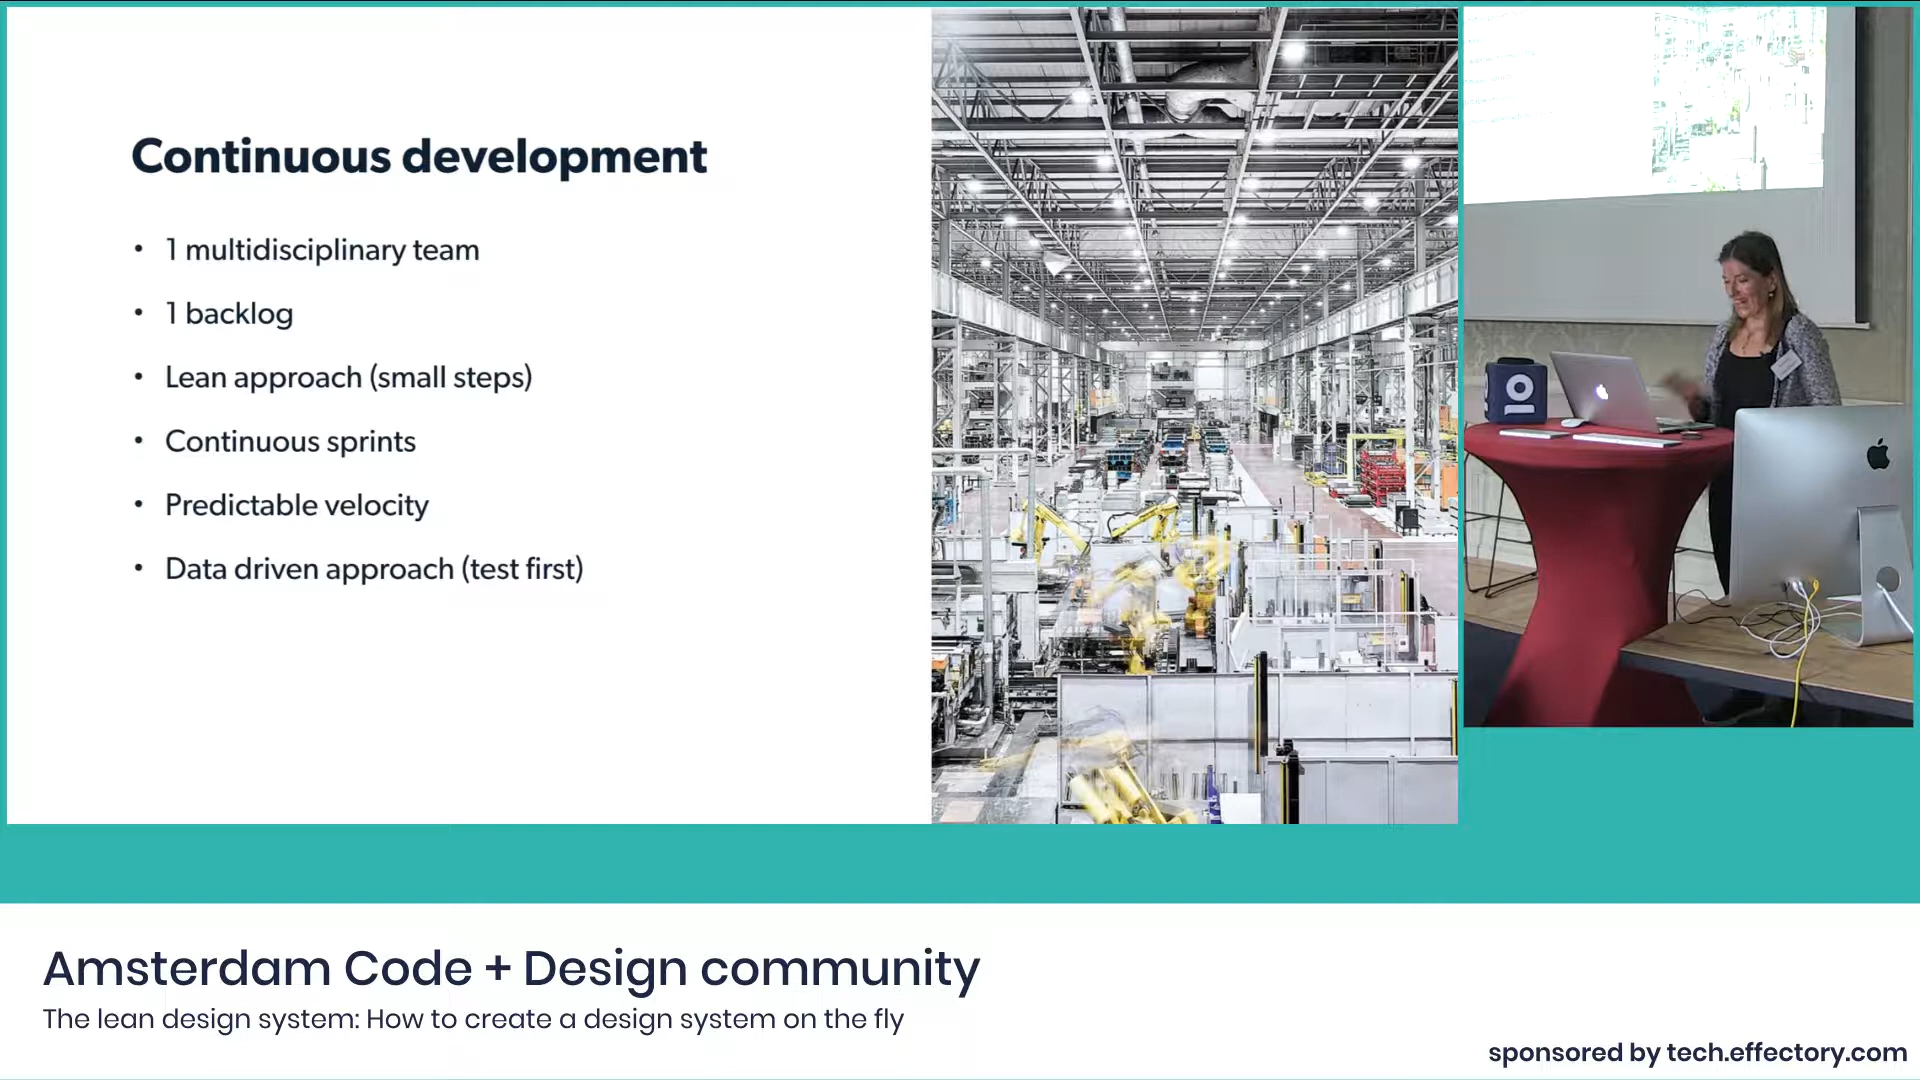 Continuous development
• 1 multidisciplinary team
• 1 backlog
• Lean approach (small steps)
• Continuous sprints
• Predictable velocity
• Data driven approach (test first)
Amsterdam Code + Design community
The lean design system: How to create a design system on the fly
sponsored by tech.effectory.com